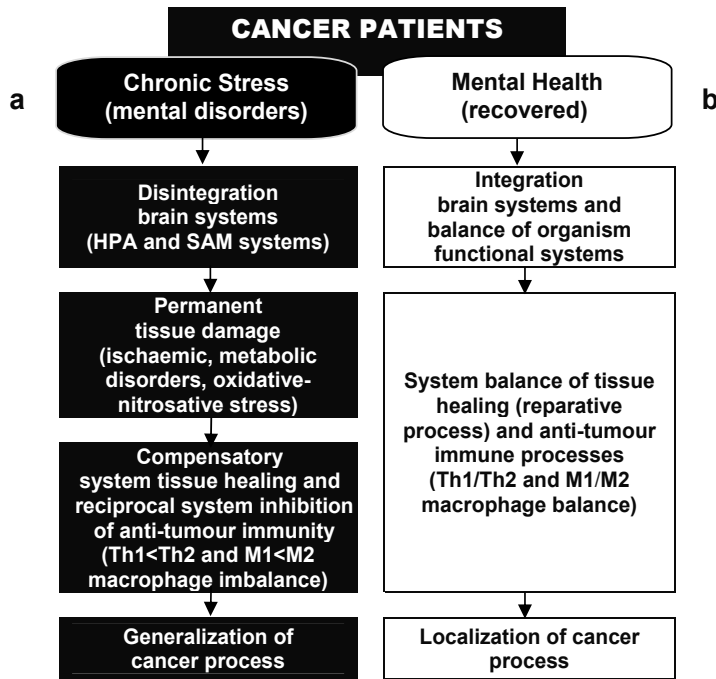 CANCER PATIENTS
a
Chronic Stress
(mental disorders)
Disintegration
brain systems
(HPA and SAM systems)
Permanent
tissue damage
(ischaemic, metabolic
disorders, oxidative-
nitrosative stress)
Compensatory
system tissue healing and
reciprocal system inhibition
of anti-tumour immunity
(Th1<Th2 and M1<M2
macrophage imbalance)
Generalization of
cancer process
b
Mental Health
(recovered)
Integration
brain systems and
balance of organism
functional systems
System balance of tissue
healing (reparative
process) and anti-tumour
immune processes
(Th1/Th2 and M1/M2
macrophage balance)
Localization of cancer
process